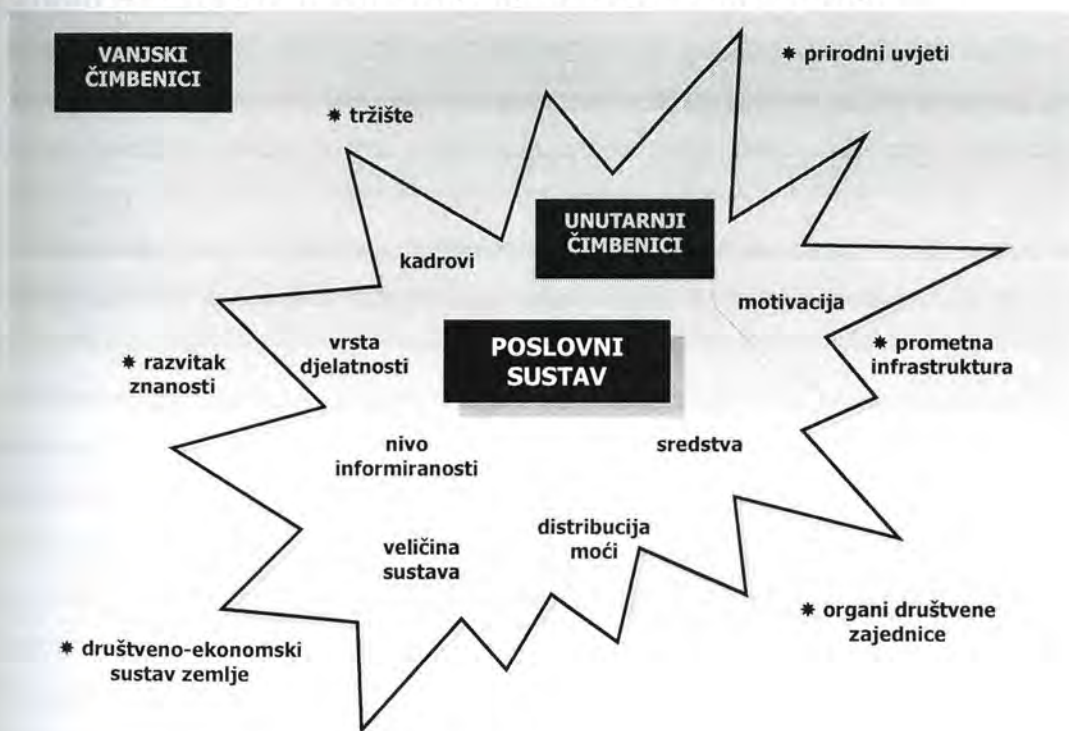 VANJSKI
ČIMBENICI
✷ prirodni uvjeti
✷ tržište
UNUTARNJI
ČIMBENICI
kadrovi
motivacija
POSLOVNI
SUSTAV
vrsta
djelatnosti
✷ razvitak
znanosti
✷ prometna
infrastruktura
nivo
informiranosti
sredstva
distribucija
moći
veličina
sustava
✷ organi društvene
zajednice
✷ društveno-ekonomski
sustav zemlje